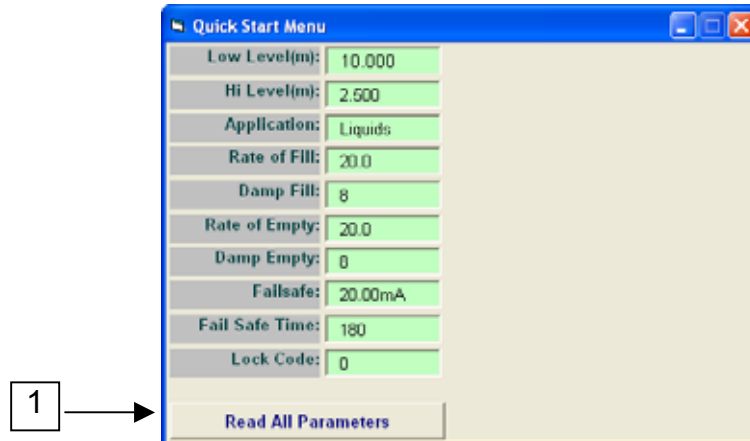 Quick Start Menu
Low Level(m): 10.000
Hi Level(m): 2.500
Application: Liquids
Rate of Fill: 20.0
Damp Fill: 8
Rate of Empty: 20.0
Damp Empty: 8
Failsafe: 20.00mA
Fail Safe Time: 180
Lock Code: 0
1
Read All Parameters